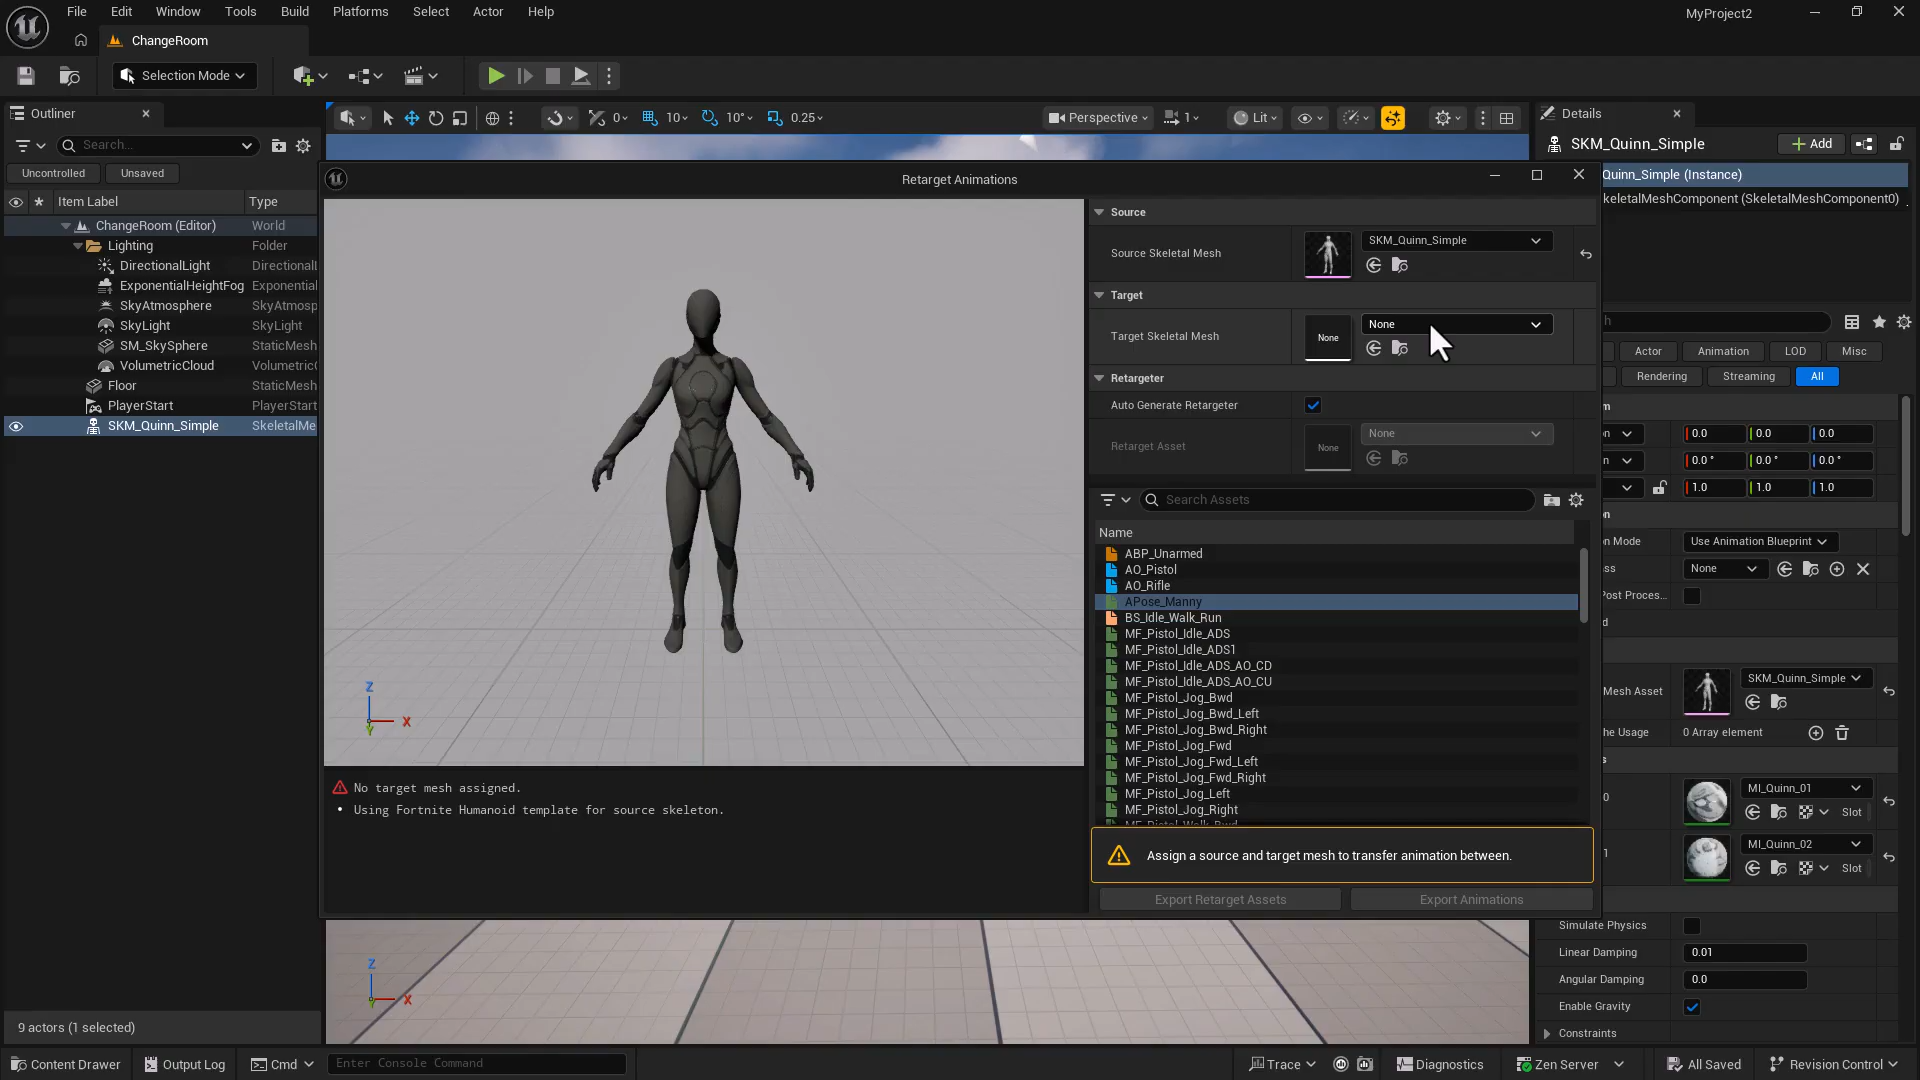 File Edit Window Tools Build Platforms Select Actor Help
MyProject2
ChangeRoom
Selection Mode
Outliner
Search...
Uncontrolled Unsaved
Item Label Type
ChangeRoom (Editor) World
Lighting Folder
DirectionalLight Directional
ExponentialHeightFog Exponential
SkyAtmosphere SkyAtmosp
SkyLight SkyLight
SM_SkySphere StaticMesh
VolumetricCloud Volumetric
Floor StaticMesh
PlayerStart PlayerStart
SKM_Quinn_Simple SkeletalMe
9 actors (1 selected)
0 10 10° 0.25
Perspective 1 Lit
Retarget Animations
Z
X
Y
No target mesh assigned.
• Using Fortnite Humanoid template for source skeleton.
Source
Source Skeletal Mesh SKM_Quinn_Simple
Target
Target Skeletal Mesh None None
Retargeter
Auto Generate Retargeter
Retarget Asset None None
Search Assets
Name
ABP_Unarmed
AO_Pistol
AO_Rifle
APose_Manny
BS_Idle_Walk_Run
MF_Pistol_Idle_ADS
MF_Pistol_Idle_ADS1
MF_Pistol_Idle_ADS_AO_CD
MF_Pistol_Idle_ADS_AO_CU
MF_Pistol_Jog_Bwd
MF_Pistol_Jog_Bwd_Left
MF_Pistol_Jog_Bwd_Right
MF_Pistol_Jog_Fwd
MF_Pistol_Jog_Fwd_Left
MF_Pistol_Jog_Fwd_Right
MF_Pistol_Jog_Left
MF_Pistol_Jog_Right
MF_Pistol_Walk_Bwd
Assign a source and target mesh to transfer animation between.
Export Retarget Assets Export Animations
Z
X
Y
Details
SKM_Quinn_Simple Add
Quinn_Simple (Instance)
keletalMeshComponent (SkeletalMeshComponent0)
h
Actor Animation LOD Misc
Rendering Streaming All
m
on 0.0 0.0 0.0
n 0.0 ° 0.0 ° 0.0 °
1.0 1.0 1.0
on
on Mode Use Animation Blueprint
ass None
Post Proces...
d
Mesh Asset SKM_Quinn_Simple
he Usage 0 Array element
s
0 MI_Quinn_01
Slot
1 MI_Quinn_02
Slot
Simulate Physics
Linear Damping 0.01
Angular Damping 0.0
Enable Gravity
Constraints
Content Drawer Output Log Cmd Enter Console Command Trace Diagnostics Zen Server All Saved Revision Control